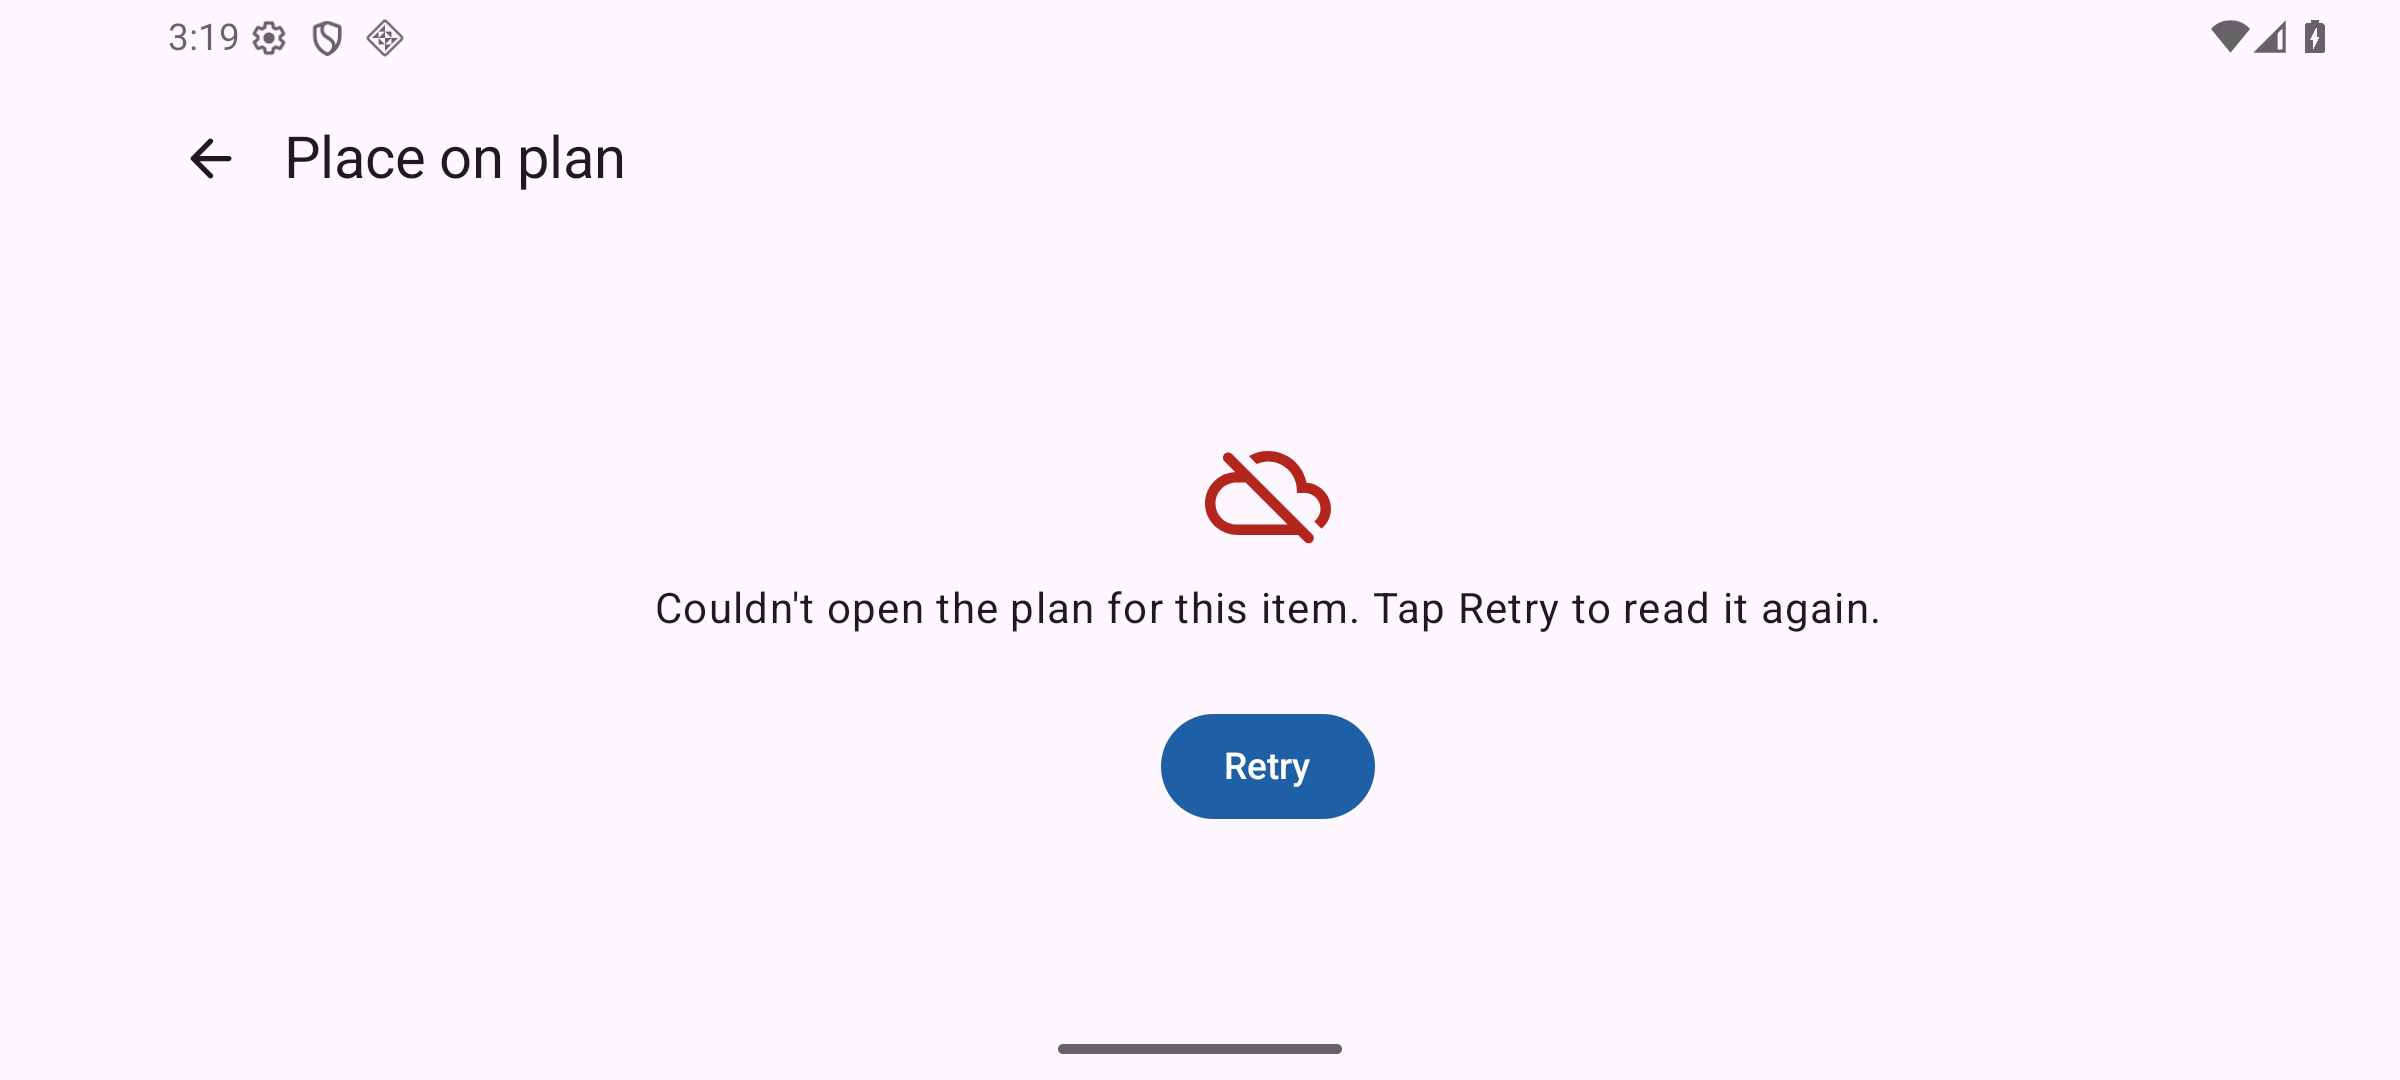 3:19
Place on plan
Couldn't open the plan for this item. Tap Retry to read it again.
Retry